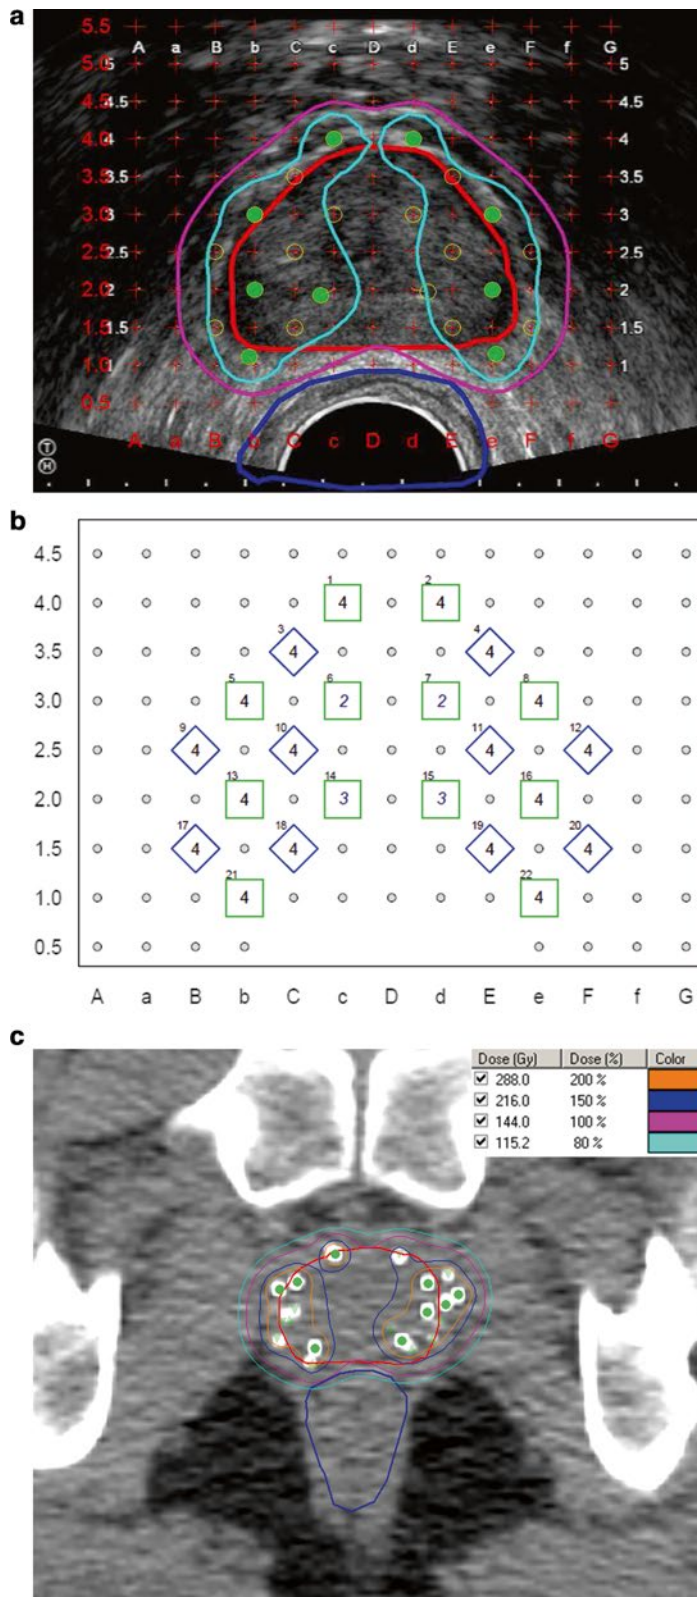 a
5.5
A a B b C c D d E e F f G
5.0 5 5
4.5 4.5 4.5
4.0 4 4
3.5 3.5 3.5
3.0 3 3
2.5 2.5 2.5
2.0 2 2
1.5 1.5 1.5
1.0 1 1
0.5
A a B b C c D d E e F f G
T
H
b
4.5
1 2
4.0 4 4
3 4
3.5 4 4
5 6 7 8
3.0 4 2 2 4
9 10 11 12
2.5 4 4 4 4
13 14 15 16
2.0 4 3 3 4
17 18 19 20
1.5 4 4 4 4
21 22
1.0 4 4
0.5
A a B b C c D d E e F f G
c
Dose (Gy) Dose (%) Color
288.0 200 %
216.0 150 %
144.0 100 %
115.2 80 %